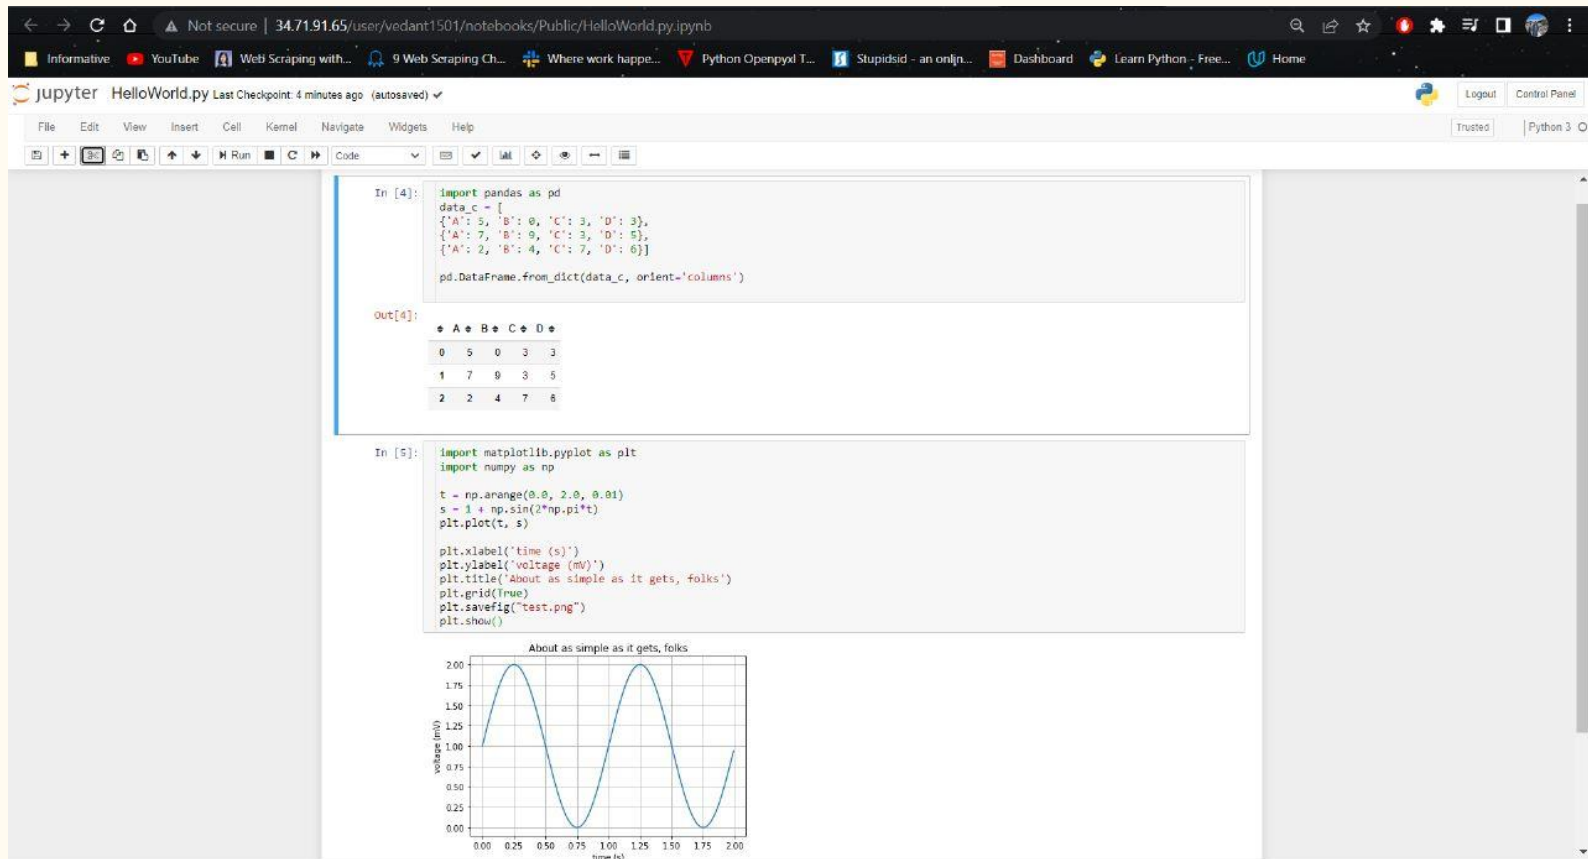 Not secure | 34.71.91.65/user/vedant1501/notebooks/Public/HelloWorld.py.ipynb
Informative YouTube Web Scraping with... 9 Web Scraping Ch... Where work happe... Python Openpyxl T... Stupidsid - an onlin... Dashboard Learn Python - Free... Home
jupyter HelloWorld.py Last Checkpoint: 4 minutes ago (autosaved)
Logout Control Panel
File Edit View Insert Cell Kernel Navigate Widgets Help
Trusted | Python 3
Run Code
In [4]: import pandas as pd
data_c = [
{'A': 5, 'B': 0, 'C': 3, 'D': 3},
{'A': 7, 'B': 9, 'C': 3, 'D': 5},
{'A': 2, 'B': 4, 'C': 7, 'D': 6}]
pd.DataFrame.from_dict(data_c, orient='columns')
Out[4]:
A B C D
0 5 0 3 3
1 7 9 3 5
2 2 4 7 6
In [5]: import matplotlib.pyplot as plt
import numpy as np
t = np.arange(0.0, 2.0, 0.01)
s = 1 + np.sin(2*np.pi*t)
plt.plot(t, s)
plt.xlabel('time (s)')
plt.ylabel('voltage (mV)')
plt.title('About as simple as it gets, folks')
plt.grid(True)
plt.savefig("test.png")
plt.show()
About as simple as it gets, folks
2.00
1.75
1.50
1.25
1.00
0.75
0.50
0.25
0.00
voltage (mV)
0.00 0.25 0.50 0.75 1.00 1.25 1.50 1.75 2.00
time (s)